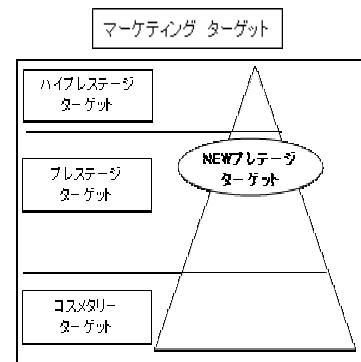 マーケティング ターゲット
ハイプレステージ
ターゲット
NEWプレテージ
ターゲット
プレステージ
ターゲット
コスメタリー
ターゲット